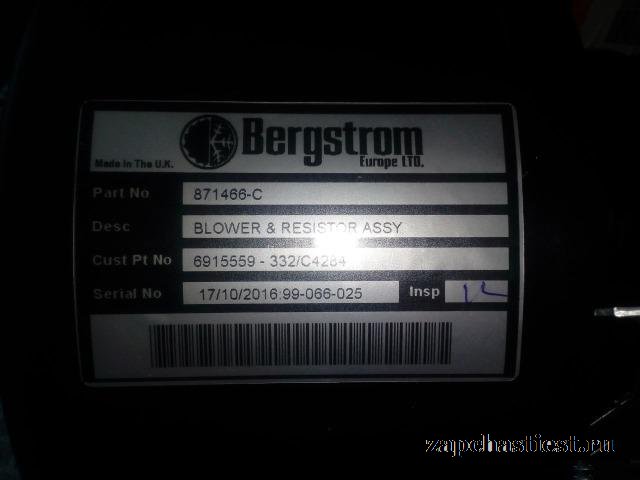 Bergstrom
Europe LTD.
Made In The U.K.
Part No 871466-C
Desc BLOWER & RESISTOR ASSY
Cust Pt No 6915559 - 332/C4284
Serial No 17/10/2016:99-066-025 Insp
zapchastiest.ru